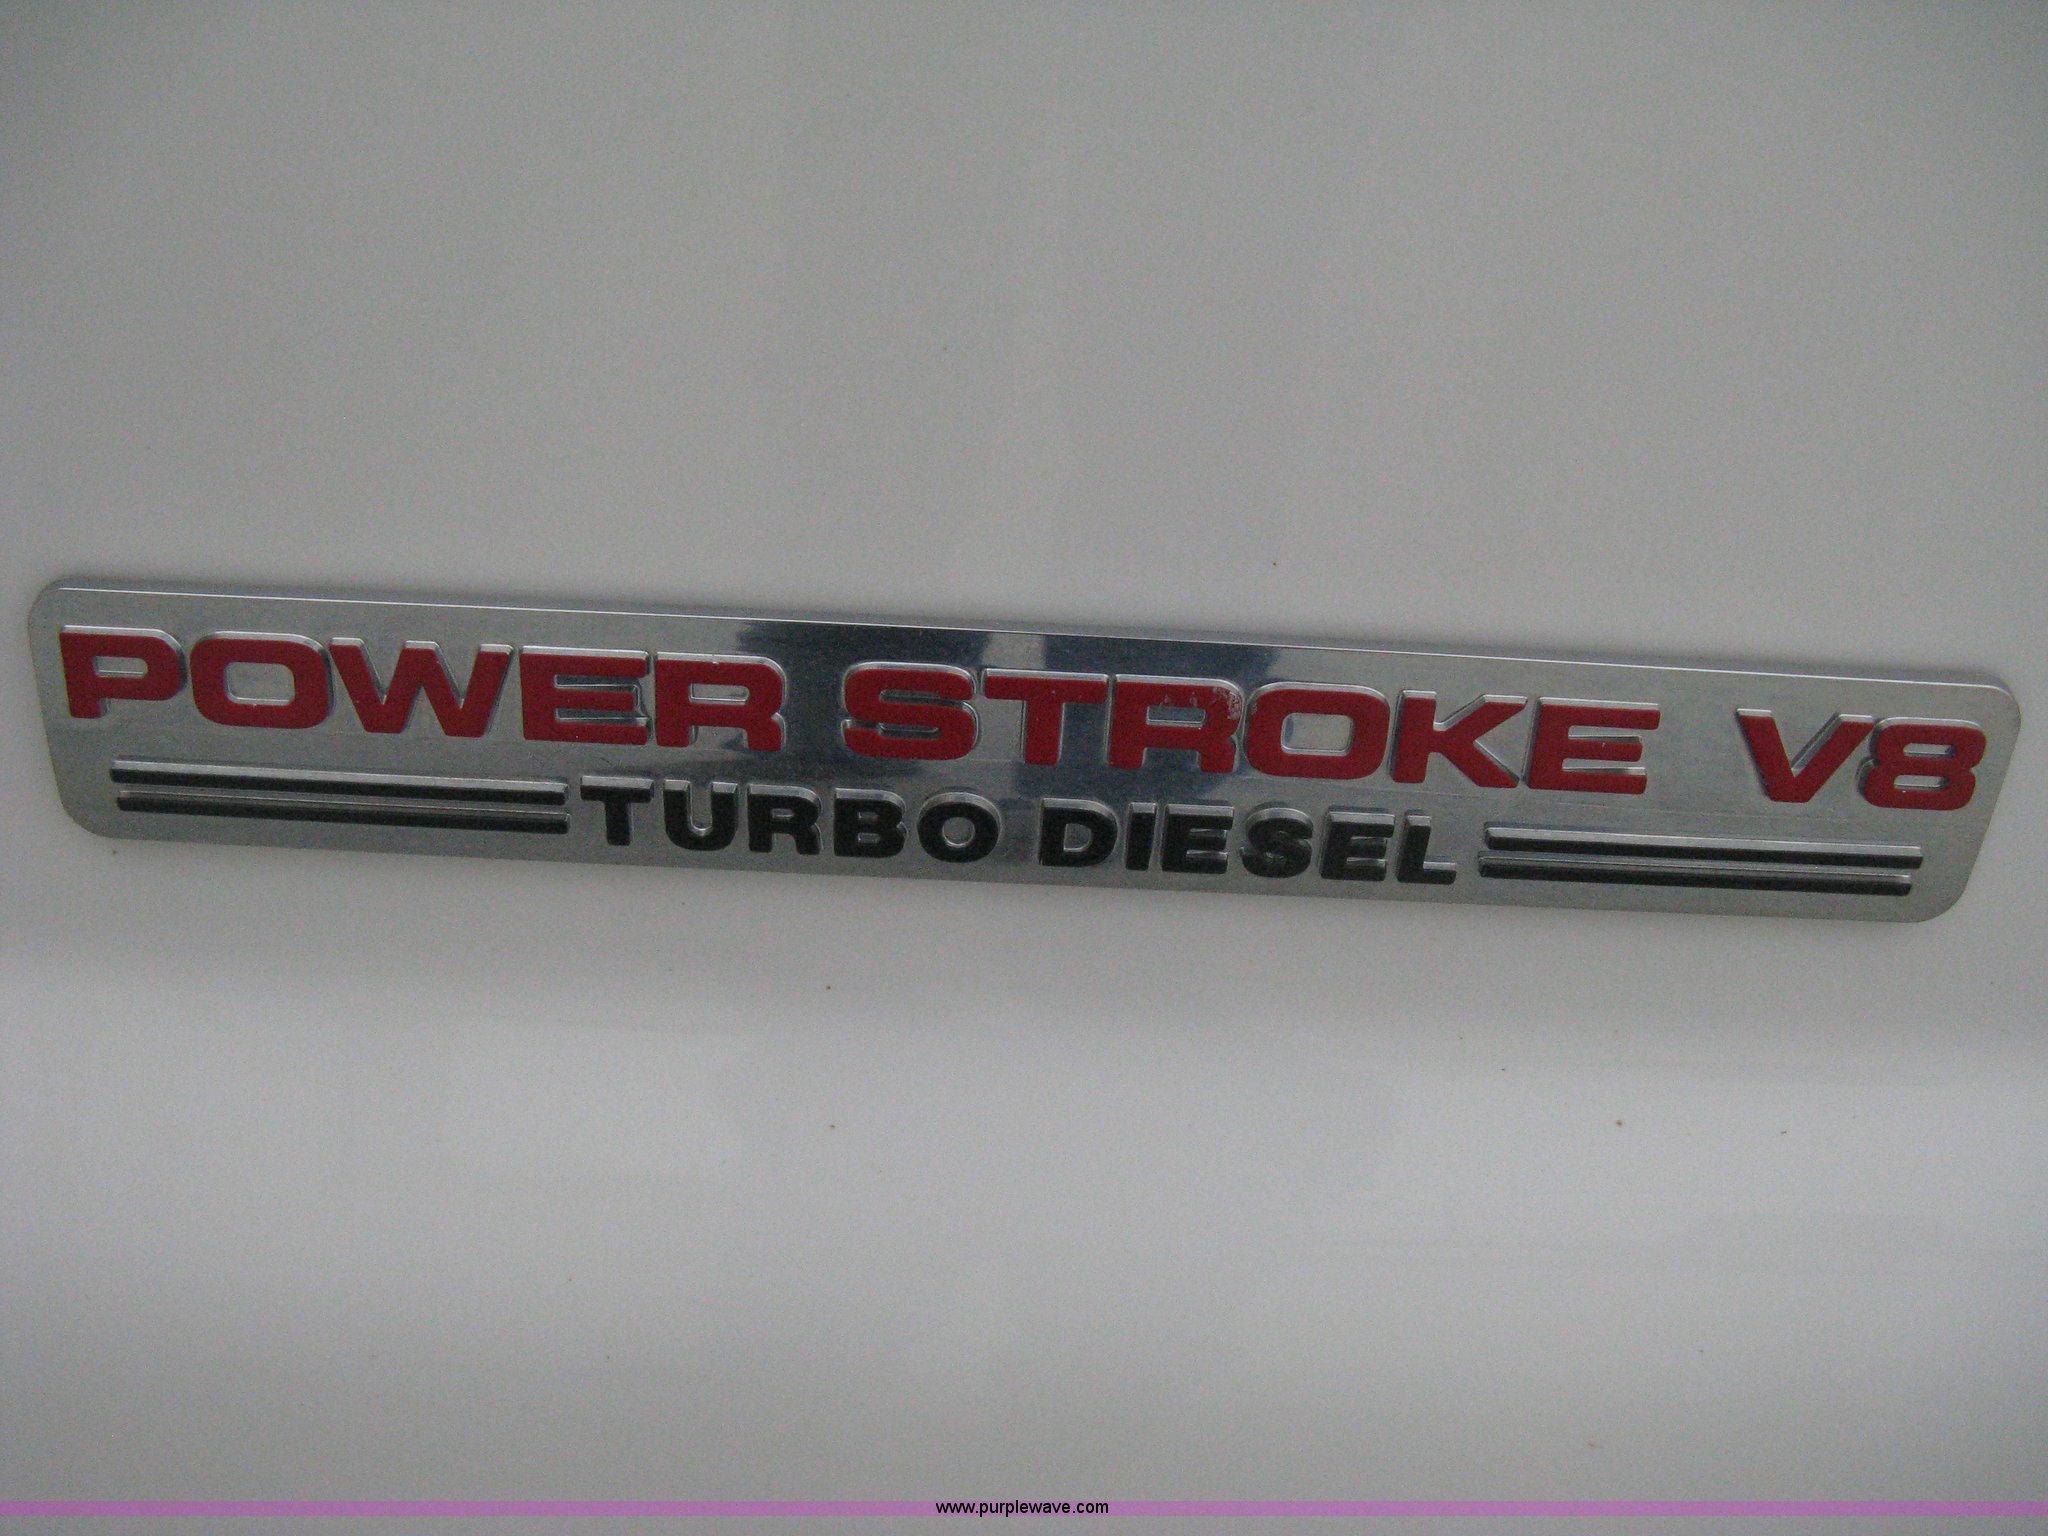 POWER STROKE V8
TURBO DIESEL
www.purplewave.com